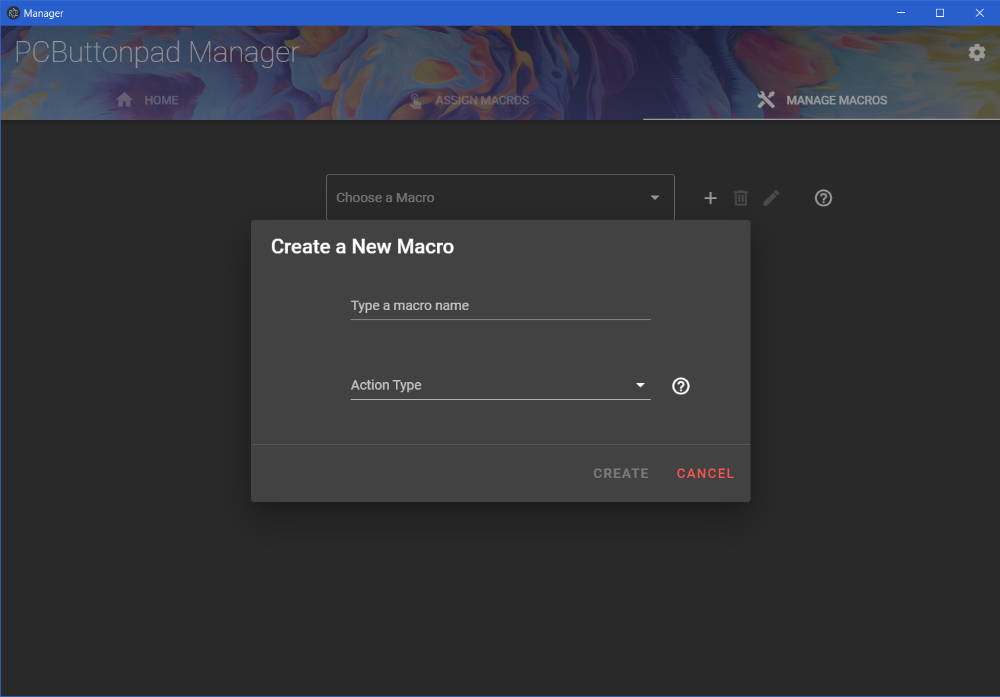 Manager
PCButtonpad Manager
HOME
ASSIGN MACROS
MANAGE MACROS
Choose a Macro
Create a New Macro
Type a macro name
Action Type
CREATE
CANCEL